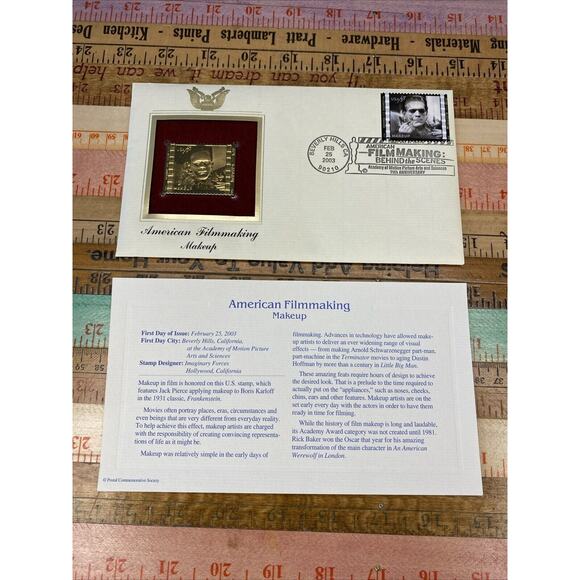 ng Materials - Hardware - Pratt Lamberts Paints - Kitchen Des
American Filmmaking
Makeup
MAKEUP
BEVERLY HILLS CA
FEB
25
2003
90210
AMERICAN
FILMMAKING:
BEHIND THE SCENES
Academy of Motion Picture Arts and Sciences
75th ANNIVERSARY
American Filmmaking
Makeup
First Day of Issue: February 25, 2003
First Day City: Beverly Hills, California,
at the Academy of Motion Picture
Arts and Sciences
Stamp Designer: Imaginary Forces
Hollywood, California
Makeup in film is honored on this U.S. stamp, which
features Jack Pierce applying makeup to Boris Karloff
in the 1931 classic, Frankenstein.
Movies often portray places, eras, circumstances and
even beings that are very different from everyday reality.
To help achieve this effect, makeup artists are charged
with the responsibility of creating convincing representa-
tions of life as it might be.
Makeup was relatively simple in the early days of
filmmaking. Advances in technology have allowed make-
up artists to deliver an ever widening range of visual
effects — from making Arnold Schwarzenegger part-man,
part-machine in the Terminator movies to aging Dustin
Hoffman by more than a century in Little Big Man.
These amazing feats require hours of design to achieve
the desired look. That is a prelude to the time required to
actually put on the "appliances," such as noses, cheeks,
chins, ears and other features. Makeup artists are on the
set early every day with the actors in order to have them
ready in time for filming.
While the history of film makeup is long and laudable,
its Academy Award category was not created until 1981.
Rick Baker won the Oscar that year for his amazing
transformation of the main character in An American
Werewolf in London.
© Postal Commemorative Society